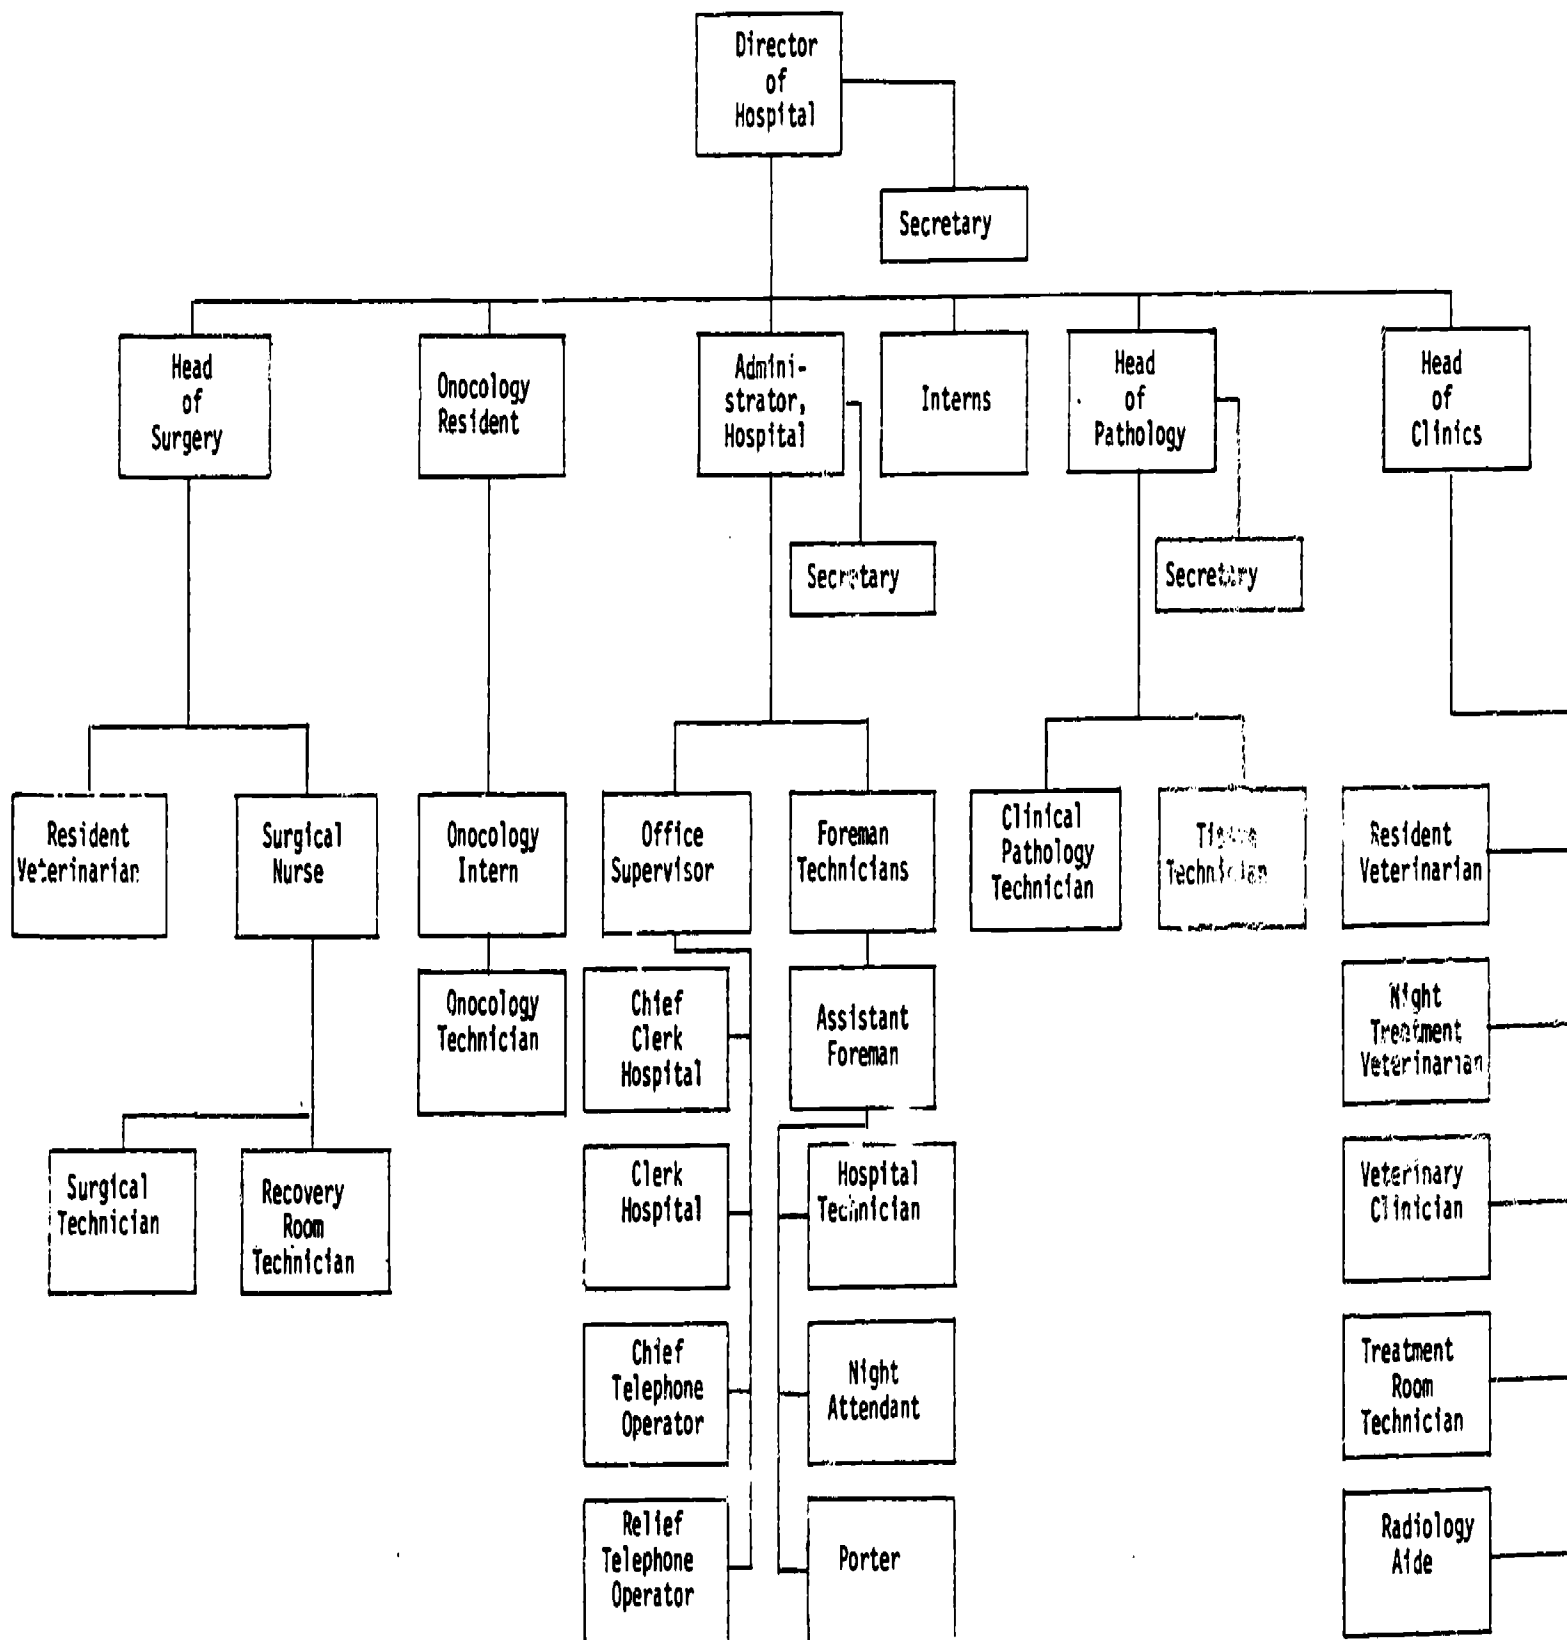 Director
of
Hospital
Secretary
Head
of
Surgery
Onocology
Resident
Admini-
strator,
Hospital
Interns
Head
of
Pathology
Head
of
Clinics
Secretary
Secretary
Resident
Veterinarian
Surgical
Nurse
Onocology
Intern
Office
Supervisor
Foreman
Technicians
Clinical
Pathology
Technician
Tissue
Technician
Resident
Veterinarian
Onocology
Technician
Chief
Clerk
Hospital
Assistant
Foreman
Night
Treatment
Veterinarian
Surgical
Technician
Recovery
Room
Technician
Clerk
Hospital
Hospital
Technician
Veterinary
Clinician
Chief
Telephone
Operator
Night
Attendant
Treatment
Room
Technician
Relief
Telephone
Operator
Porter
Radiology
Aide